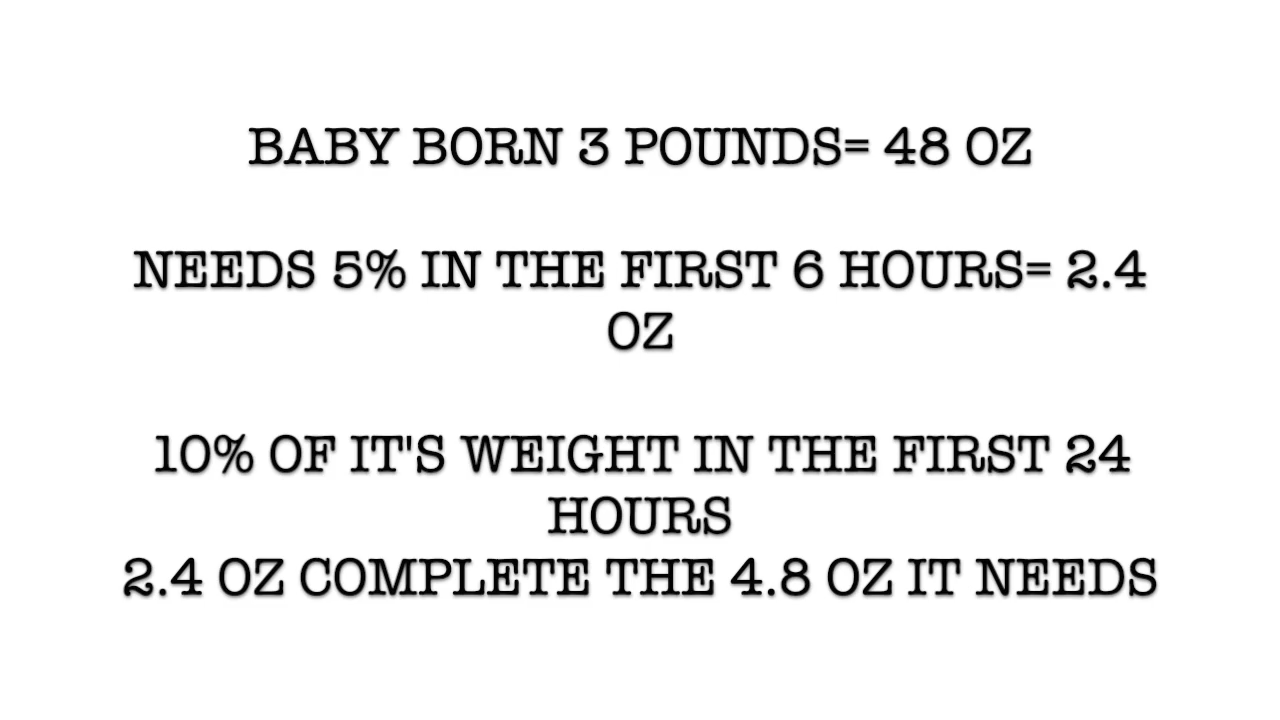 BABY BORN 3 POUNDS= 48 OZ
NEEDS 5% IN THE FIRST 6 HOURS= 2.4
OZ
10% OF IT'S WEIGHT IN THE FIRST 24
HOURS
2.4 OZ COMPLETE THE 4.8 OZ IT NEEDS